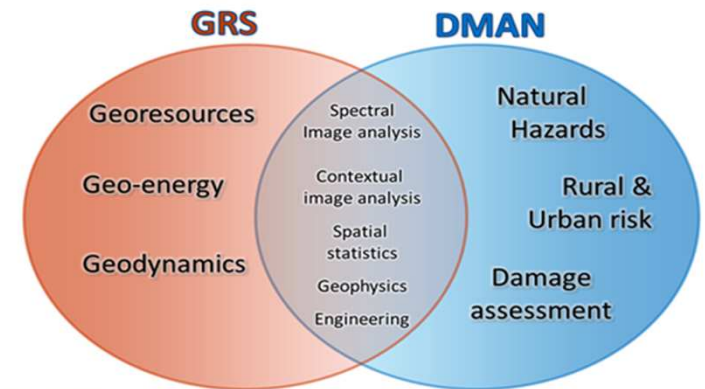 GRS
DMAN
Georesources
Geo-energy
Geodynamics
Spectral
Image analysis
Contextual
image analysis
Spatial
statistics
Geophysics
Engineering
Natural
Hazards
Rural &
Urban risk
Damage
assessment